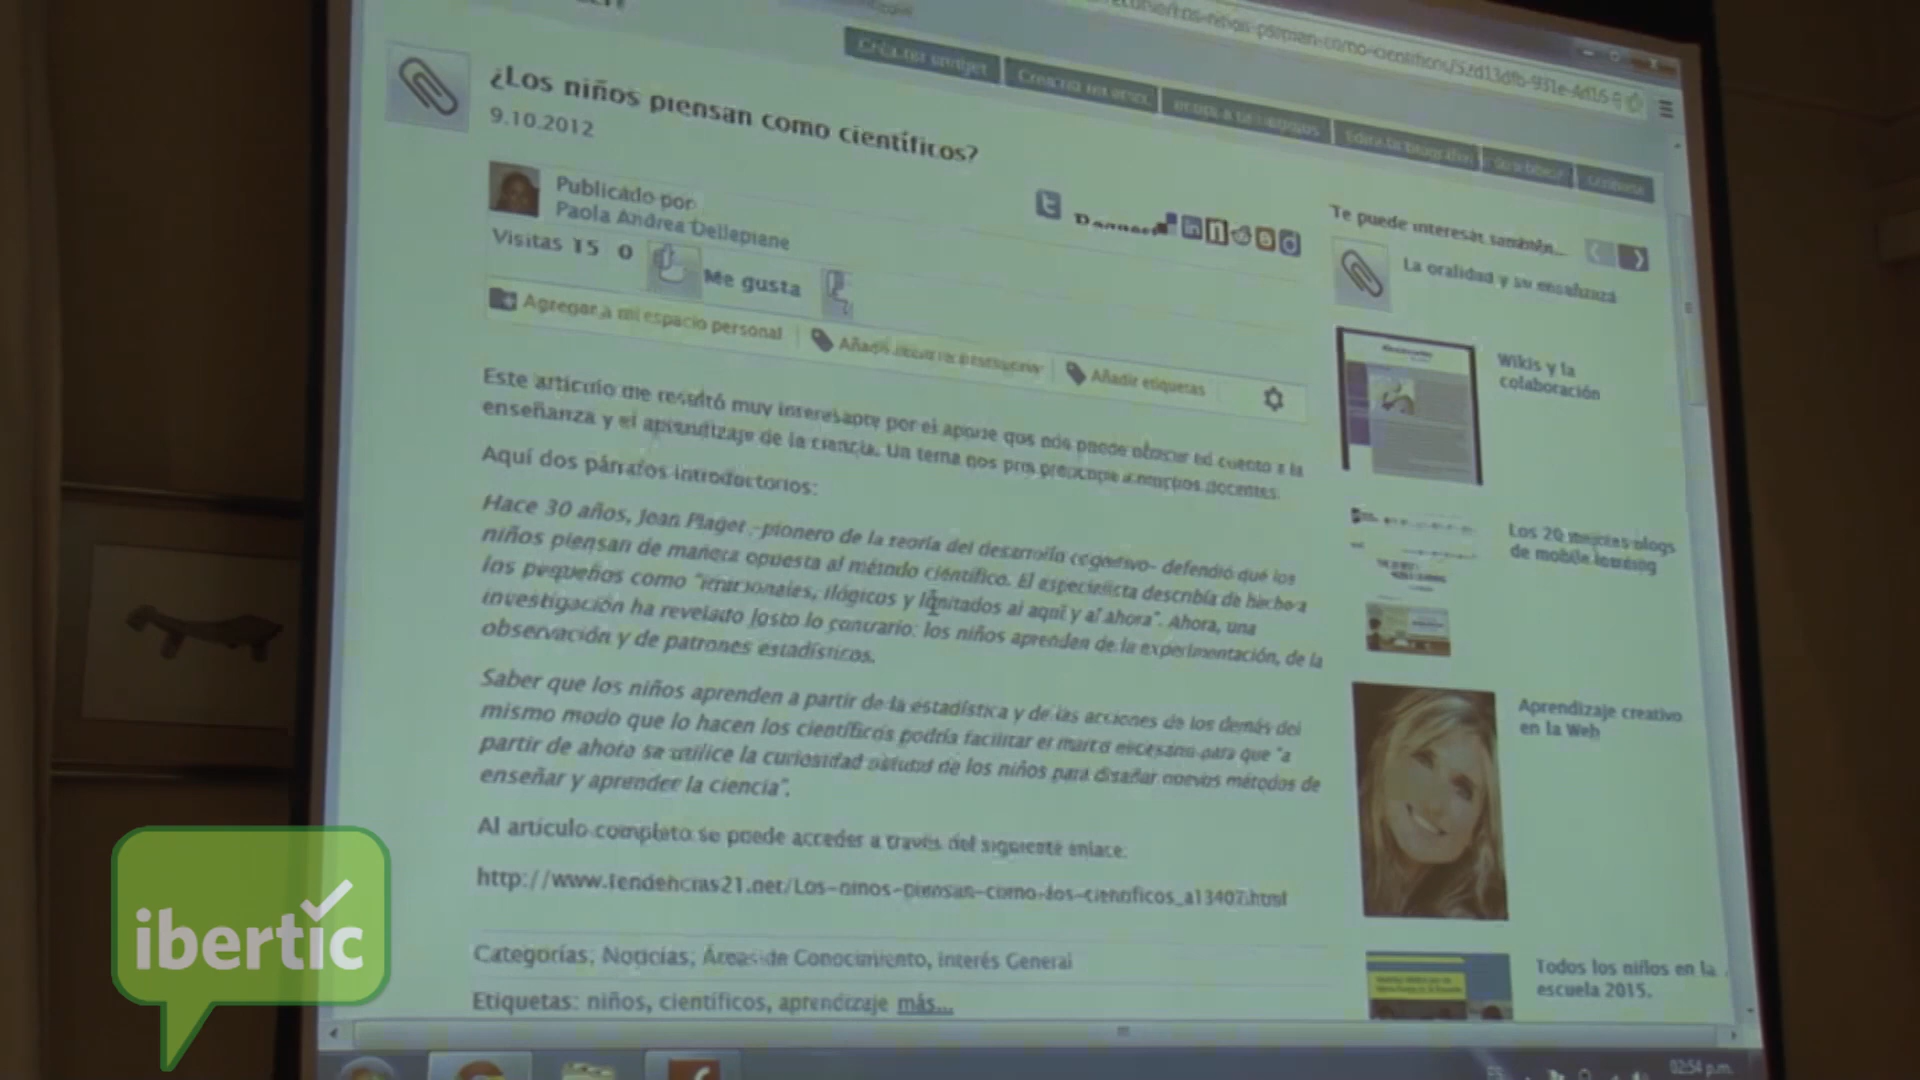 ¿Los niños piensan como científicos?
9.10.2012
Publicado por
Paola Andrea Dellepiane
Visitas 15 0 Me gusta
Agregar a mi espacio personal
Añadir etiquetas
Este artículo me resultó muy interesante por el aporte que nos puede ofrecer en cuento a la
enseñanza y el aprendizaje de la ciencia. Un tema nos pre preocupa a muchos docentes.
Aquí dos párrafos introductorios:
Hace 30 años, Jean Piaget -pionero de la teoría del desarrollo cognitivo- defendió que los
niños piensan de manera opuesta al método científico. El especialista describía de hecho a
los pequeños como "irracionales, ilógicos y limitados al aquí y al ahora". Ahora, una
investigación ha revelado justo lo contrario: los niños aprenden de la experimentación, de la
observación y de patrones estadísticos.
Saber que los niños aprenden a partir de la estadística y de las acciones de los demás del
mismo modo que lo hacen los científicos podría facilitar el marco necesario para que "a
partir de ahora se utilice la curiosidad natural de los niños para diseñar nuevos métodos de
enseñar y aprender la ciencia".
Al artículo completo se puede acceder a través del siguiente enlace:
http://www.tendencias21.net/Los-ninos-piensan-como-los-cientificos_a13407.html
Categorías; Noticias; Áreas de Conocimiento, Interés General
Etiquetas: niños, científicos, aprendizaje más...
Te puede interesar también...
La oralidad y su enseñanza
Wikis y la
colaboración
Los 20 mejores blogs
de mobile learning
Aprendizaje creativo
en la Web
Todos los niños en la
escuela 2015.
02:54 p.m.
ibertic